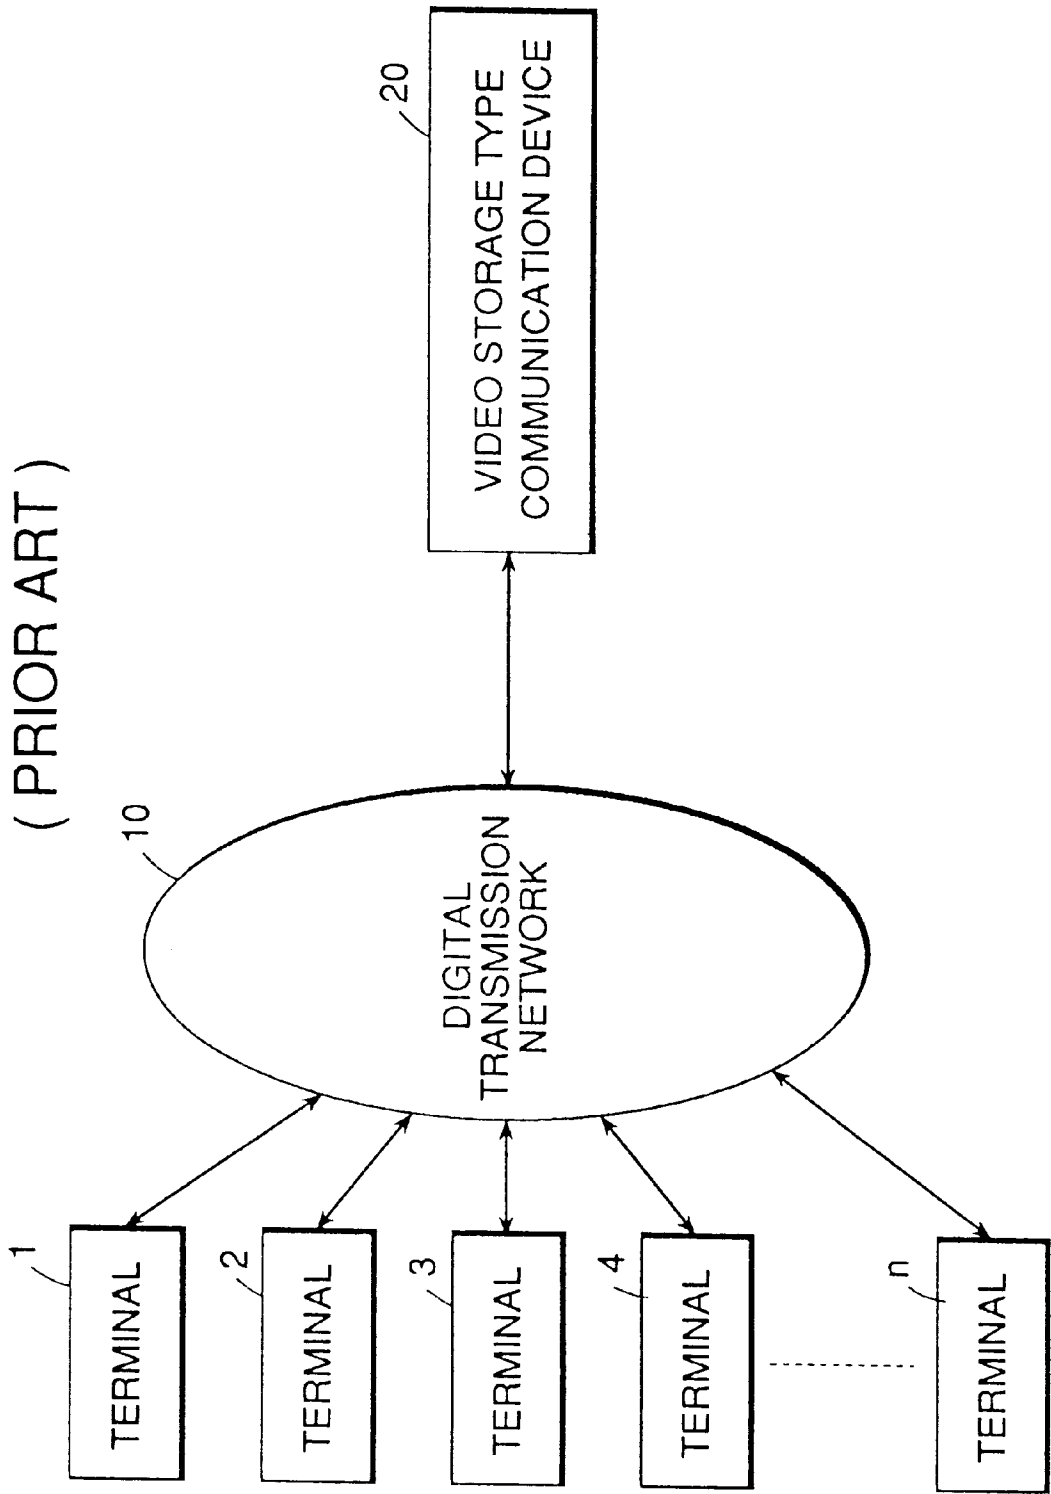 ( PRIOR ART )
20
VIDEO STORAGE TYPE
COMMUNICATION DEVICE
10
DIGITAL
TRANSMISSION
NETWORK
1
TERMINAL
2
TERMINAL
3
TERMINAL
4
TERMINAL
n
TERMINAL